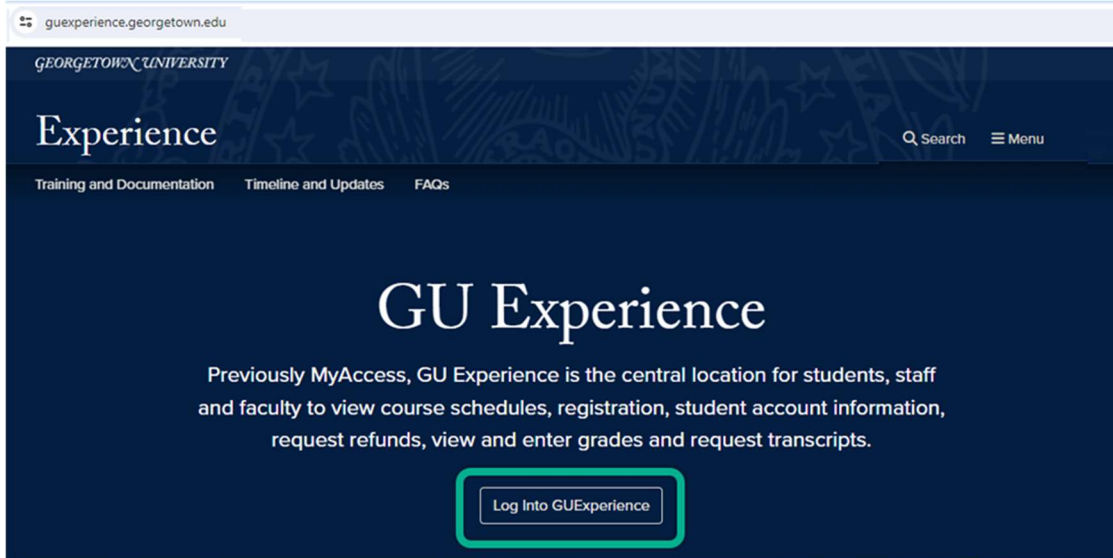 guexperience.georgetown.edu
GEORGETOWN UNIVERSITY
Experience
Search
Menu
Training and Documentation
Timeline and Updates
FAQs
GU Experience
Previously MyAccess, GU Experience is the central location for students, staff
and faculty to view course schedules, registration, student account information,
request refunds, view and enter grades and request transcripts.
Log Into GUExperience